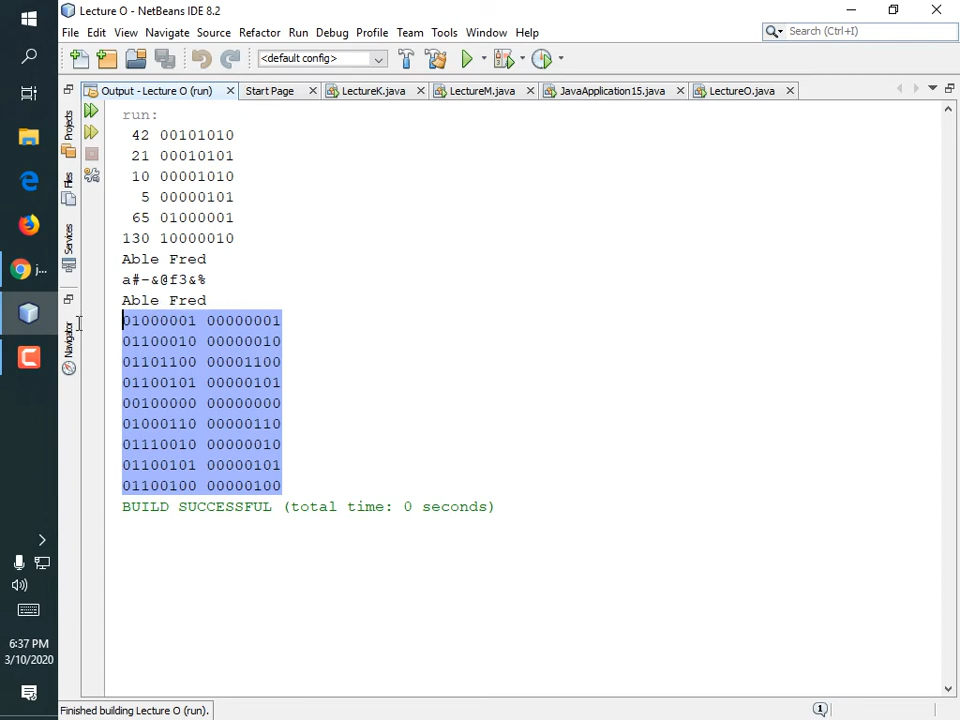 Lecture O - NetBeans IDE 8.2
File Edit View Navigate Source Refactor Run Debug Profile Team Tools Window Help
<default config>
Search (Ctrl+I)
Output - Lecture O (run) Start Page LectureK.java LectureM.java JavaApplication15.java LectureO.java
Projects
Files
Services
Navigator
run:
42 00101010
21 00010101
10 00001010
5 00000101
65 01000001
130 10000010
Able Fred
a#-&@f3&%
Able Fred
01000001 00000001
01100010 00000010
01101100 00001100
01100101 00000101
00100000 00000000
01000110 00000110
01110010 00000010
01100101 00000101
01100100 00000100
BUILD SUCCESSFUL (total time: 0 seconds)
j...
6:37 PM
3/10/2020
Finished building Lecture O (run).
1